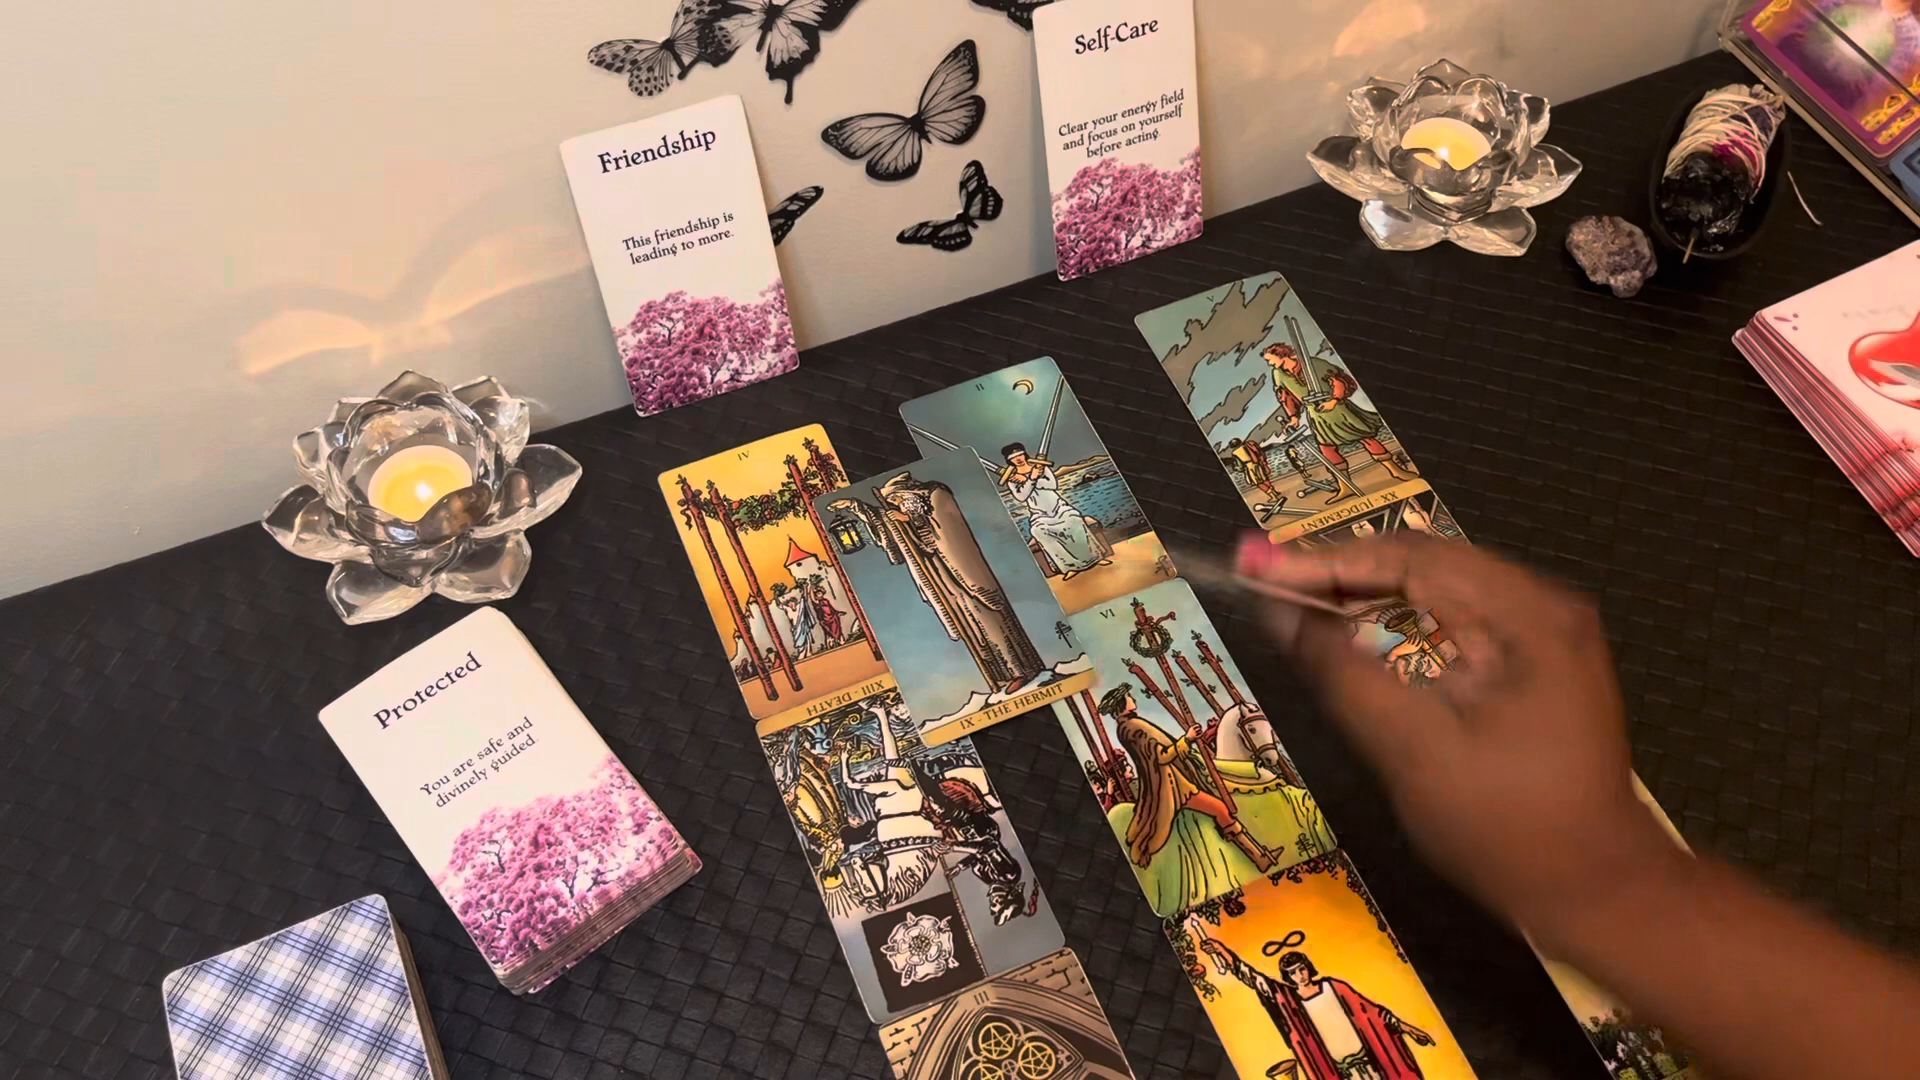 Friendship
This friendship is
leading to more.
Self-Care
Clear your energy field
and focus on yourself
before acting.
Protected
You are safe and
divinely guided.
IV
II
V
XX - JUDGEMENT
IX - THE HERMIT
XIII - DEATH
VI
III